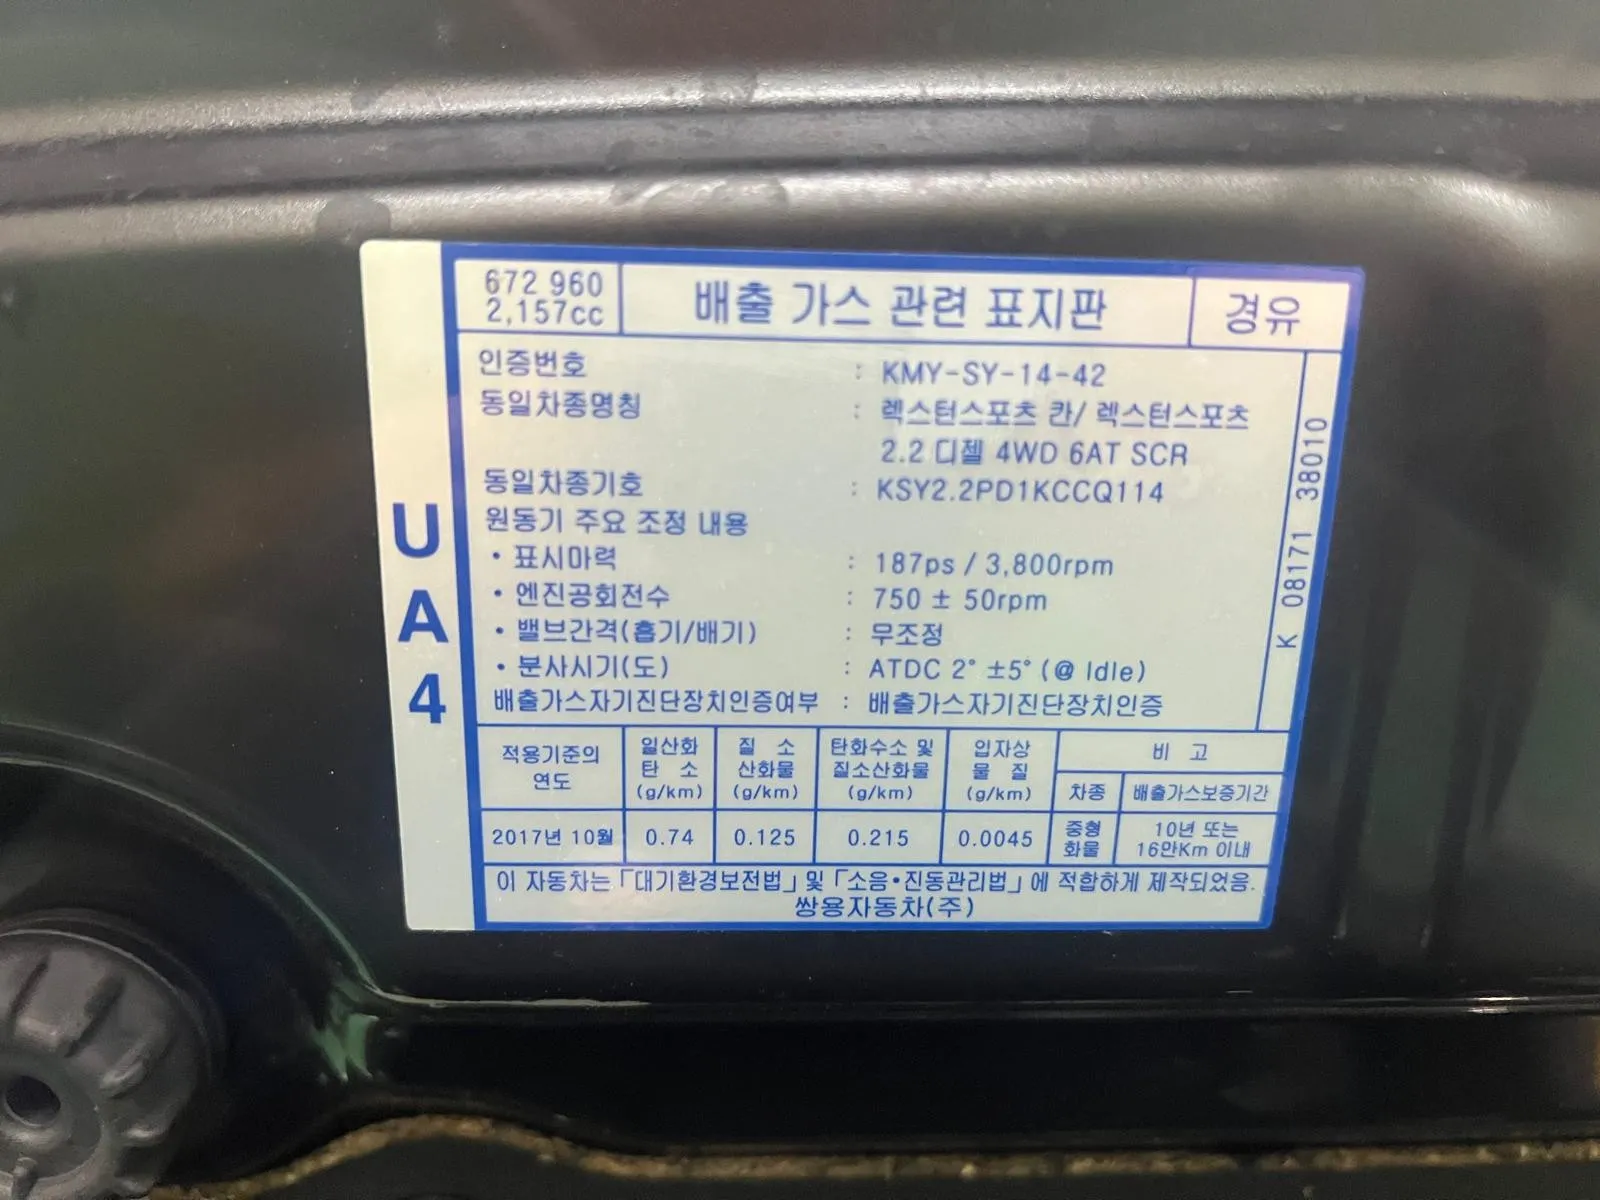 UA4
672 960
2,157cc
배출 가스 관련 표지판
경유
인증번호 : KMY-SY-14-42
동일차종명칭 : 렉스턴스포츠 칸/ 렉스턴스포츠
2.2 디젤 4WD 6AT SCR
동일차종기호 : KSY2.2PD1KCCQ114
원동기 주요 조정 내용
• 표시마력 : 187ps / 3,800rpm
• 엔진공회전수 : 750 ± 50rpm
• 밸브간격(흡기/배기) : 무조정
• 분사시기(도) : ATDC 2° ±5° (@ Idle)
배출가스자기진단장치인증여부 : 배출가스자기진단장치인증
K 08171 38010
적용기준의 연도 일산화 탄소 (g/km) 질소 산화물 (g/km) 탄화수소 및 질소산화물 (g/km) 입자상 물질 (g/km) 비고
차종 배출가스보증기간
2017년 10월 0.74 0.125 0.215 0.0045 중형 화물 10년 또는 16만Km 이내
이 자동차는 「대기환경보전법」 및 「소음•진동관리법」 에 적합하게 제작되었음.
쌍용자동차(주)